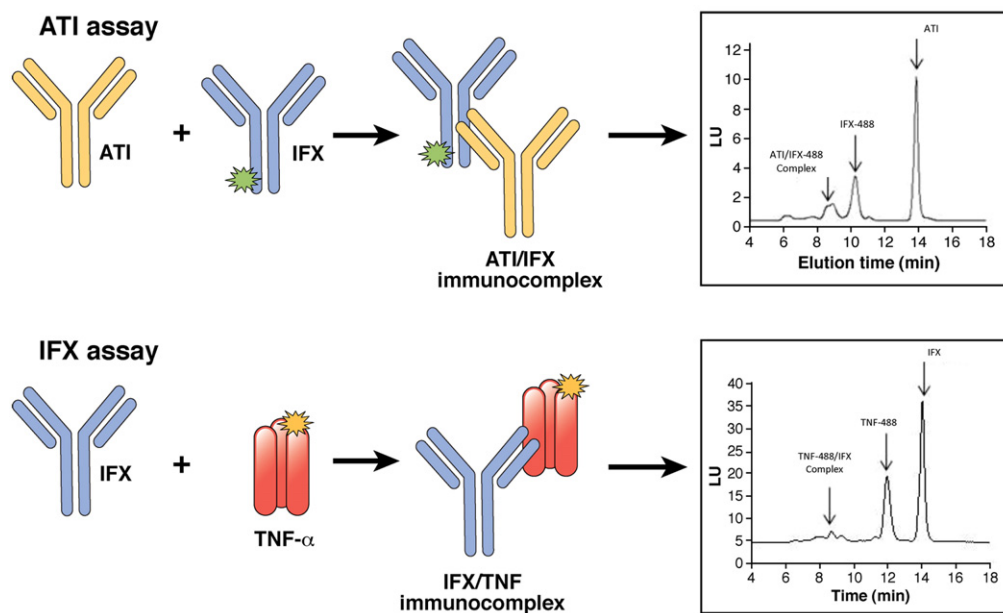 ATI assay
ATI
+
IFX
ATI/IFX
immunocomplex
LU
12
10
8
6
4
2
0
ATI/IFX-488
Complex
IFX-488
ATI
4 6 8 10 12 14 16 18
Elution time (min)
IFX assay
IFX
+
TNF-α
IFX/TNF
immunocomplex
LU
40
35
30
25
20
15
10
5
0
TNF-488/IFX
Complex
TNF-488
IFX
4 6 8 10 12 14 16 18
Time (min)